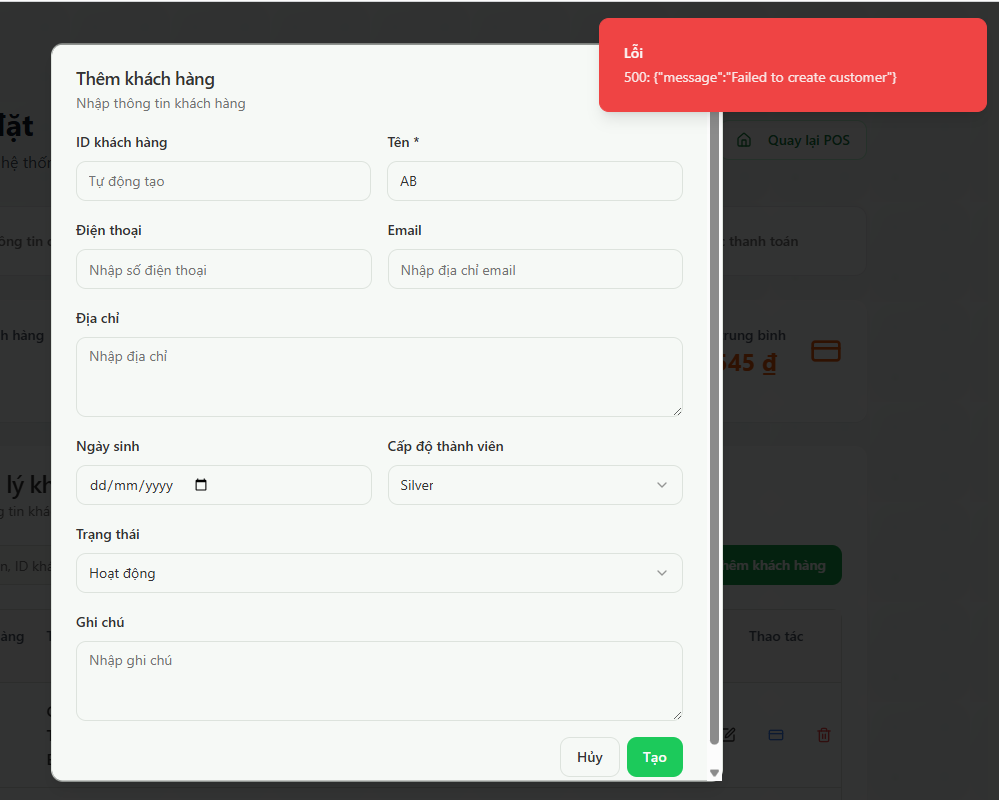 Lỗi
500: {"message":"Failed to create customer"}
Thêm khách hàng
Nhập thông tin khách hàng
đặt
hệ thốn
Quay lại POS
ID khách hàng
Tên *
Tự động tạo
AB
Điện thoại
Email
ông tin
thanh toán
Nhập số điện thoại
Nhập địa chỉ email
Địa chỉ
h hàng
rung bình
Nhập địa chỉ
545 ₫
Ngày sinh
Cấp độ thành viên
dd/mm/yyyy
Silver
lý kh
g tin khá
Trạng thái
n, ID khá
Hoạt động
hêm khách hàng
Ghi chú
àng
Thao tác
Nhập ghi chú
Hủy
Tạo